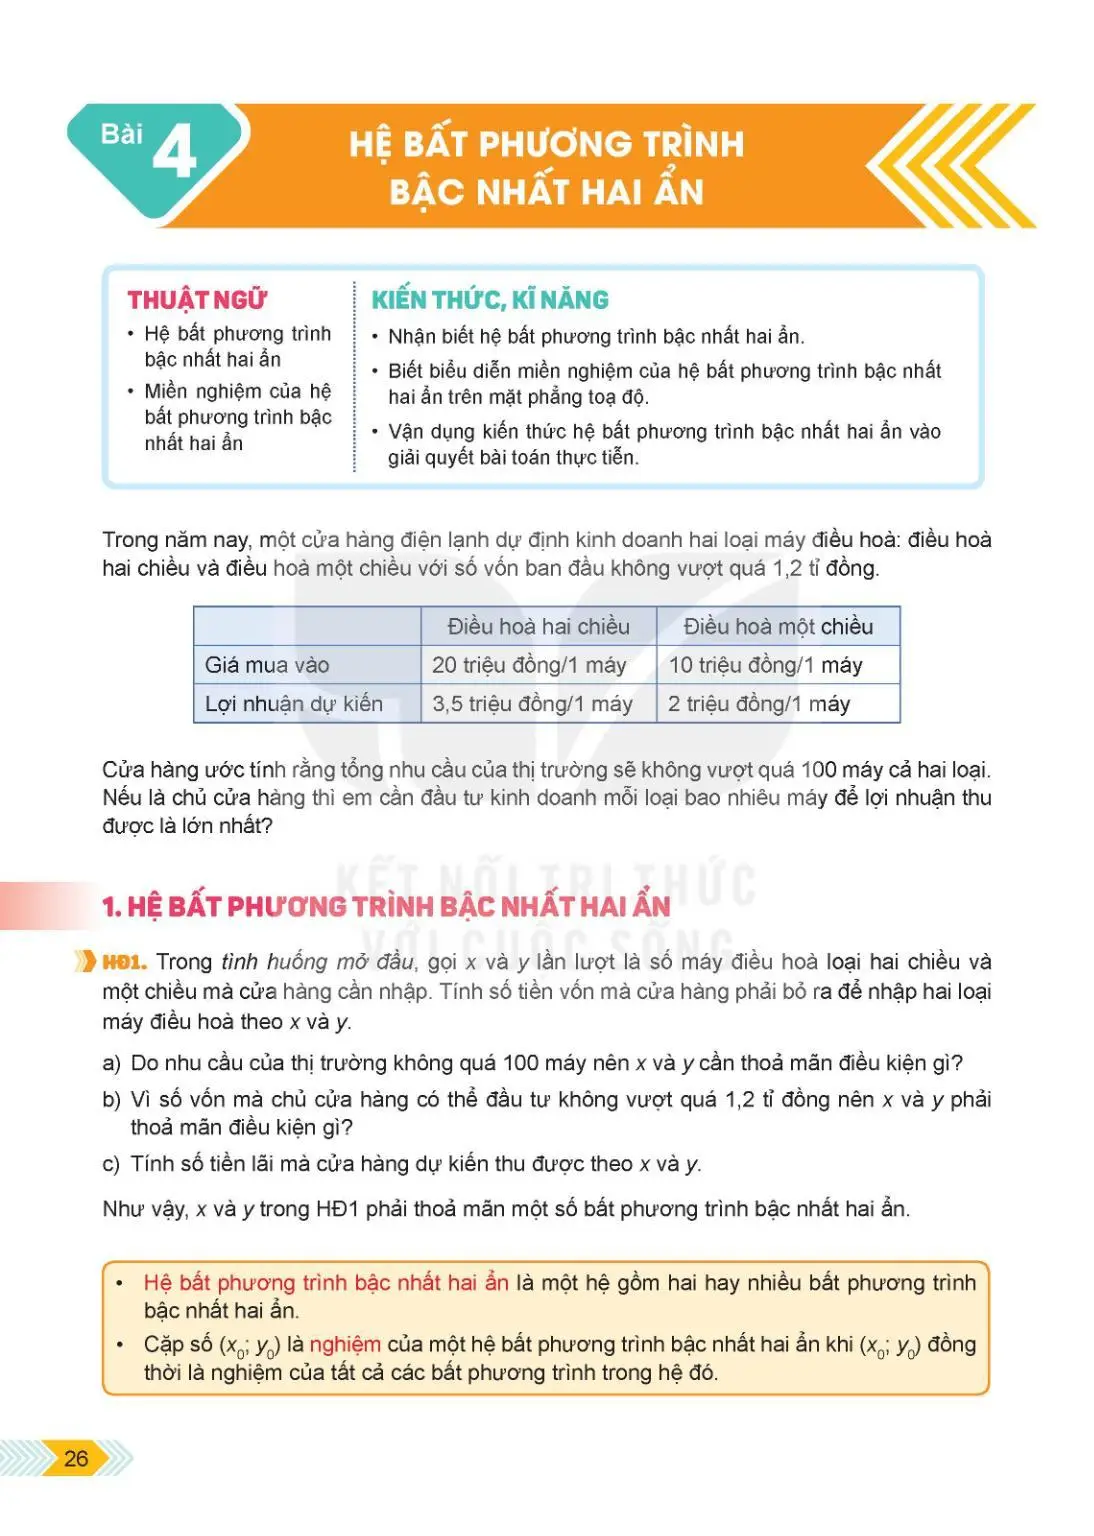 Bài 4
HỆ BẤT PHƯƠNG TRÌNH
BẬC NHẤT HAI ẨN
THUẬT NGỮ
• Hệ bất phương trình
bậc nhất hai ẩn
• Miền nghiệm của hệ
bất phương trình bậc
nhất hai ẩn
KIẾN THỨC, KĨ NĂNG
• Nhận biết hệ bất phương trình bậc nhất hai ẩn.
• Biết biểu diễn miền nghiệm của hệ bất phương trình bậc nhất
hai ẩn trên mặt phẳng toạ độ.
• Vận dụng kiến thức hệ bất phương trình bậc nhất hai ẩn vào
giải quyết bài toán thực tiễn.
Trong năm nay, một cửa hàng điện lạnh dự định kinh doanh hai loại máy điều hoà: điều hoà
hai chiều và điều hoà một chiều với số vốn ban đầu không vượt quá 1,2 tỉ đồng.
Điều hoà hai chiều Điều hoà một chiều
Giá mua vào 20 triệu đồng/1 máy 10 triệu đồng/1 máy
Lợi nhuận dự kiến 3,5 triệu đồng/1 máy 2 triệu đồng/1 máy
Cửa hàng ước tính rằng tổng nhu cầu của thị trường sẽ không vượt quá 100 máy cả hai loại.
Nếu là chủ cửa hàng thì em cần đầu tư kinh doanh mỗi loại bao nhiêu máy để lợi nhuận thu
được là lớn nhất?
KẾT NỐI TRI THỨC
VỚI CUỘC SỐNG
1. HỆ BẤT PHƯƠNG TRÌNH BẬC NHẤT HAI ẨN
HĐ1. Trong tình huống mở đầu, gọi x và y lần lượt là số máy điều hoà loại hai chiều và
một chiều mà cửa hàng cần nhập. Tính số tiền vốn mà cửa hàng phải bỏ ra để nhập hai loại
máy điều hoà theo x và y.
a) Do nhu cầu của thị trường không quá 100 máy nên x và y cần thoả mãn điều kiện gì?
b) Vì số vốn mà chủ cửa hàng có thể đầu tư không vượt quá 1,2 tỉ đồng nên x và y phải
thoả mãn điều kiện gì?
c) Tính số tiền lãi mà cửa hàng dự kiến thu được theo x và y.
Như vậy, x và y trong HĐ1 phải thoả mãn một số bất phương trình bậc nhất hai ẩn.
• Hệ bất phương trình bậc nhất hai ẩn là một hệ gồm hai hay nhiều bất phương trình
bậc nhất hai ẩn.
• Cặp số (x₀; y₀) là nghiệm của một hệ bất phương trình bậc nhất hai ẩn khi (x₀; y₀) đồng
thời là nghiệm của tất cả các bất phương trình trong hệ đó.
26